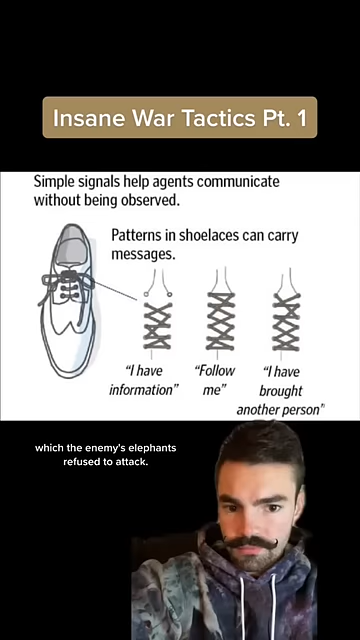 Insane War Tactics Pt. 1
Simple signals help agents communicate
without being observed.
Patterns in shoelaces can carry
messages.
"I have
information"
"Follow
me"
"I have
brought
another person"
which the enemy's elephants
refused to attack.